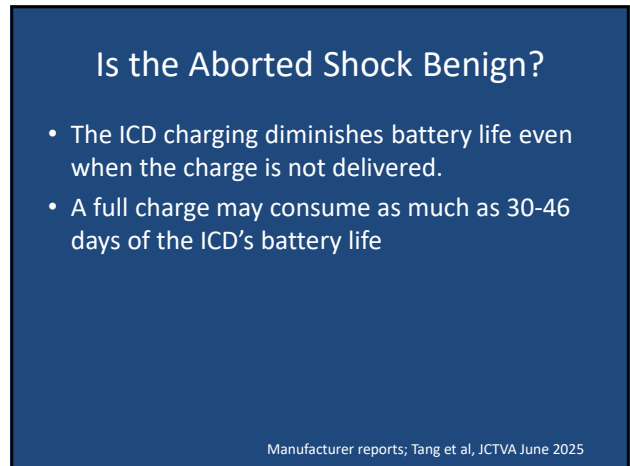 Is the Aborted Shock Benign?
• The ICD charging diminishes battery life even
when the charge is not delivered.
• A full charge may consume as much as 30-46
days of the ICD’s battery life
Manufacturer reports; Tang et al, JCTVA June 2025